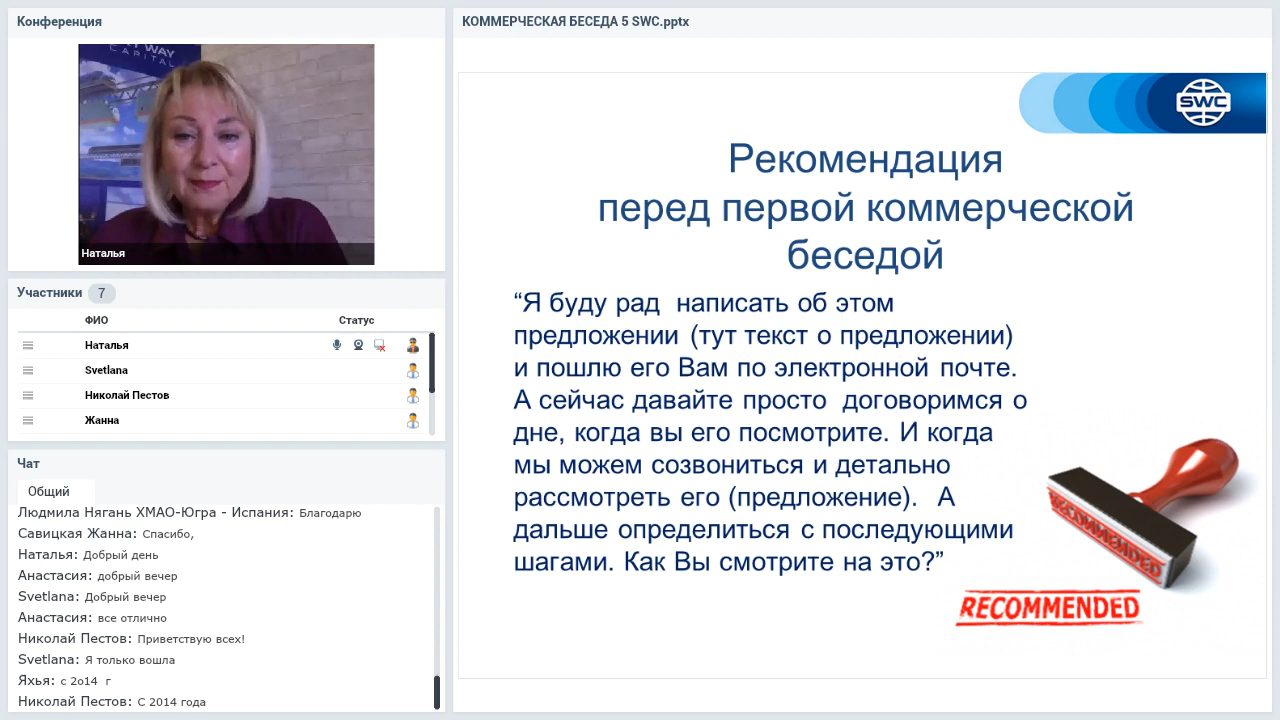 Конференция
WAY
CAPITAL
Наталья
Участники 7
ФИО Статус
Наталья
Svetlana
Николай Пестов
Жанна
Чат
Общий
Людмила Нягань ХМАО-Югра - Испания: Благодарю
Савицкая Жанна: Спасибо,
Наталья: Добрый день
Анастасия: добрый вечер
Svetlana: Добрый вечер
Анастасия: все отлично
Николай Пестов: Приветствую всех!
Svetlana: Я только вошла
Яхья: с 2о14 г
Николай Пестов: С 2014 года
КОММЕРЧЕСКАЯ БЕСЕДА 5 SWC.pptx
SWC
Рекомендация
перед первой коммерческой
беседой
“Я буду рад написать об этом
предложении (тут текст о предложении)
и пошлю его Вам по электронной почте.
А сейчас давайте просто договоримся о
дне, когда вы его посмотрите. И когда
мы можем созвониться и детально
рассмотреть его (предложение). А
дальше определиться с последующими
шагами. Как Вы смотрите на это?”
RECOMMENDED
RECOMMENDED